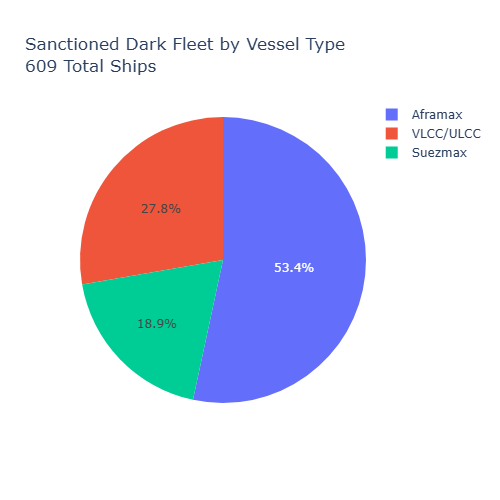 Sanctioned Dark Fleet by Vessel Type
609 Total Ships
Aframax
VLCC/ULCC
Suezmax
27.8%
53.4%
18.9%